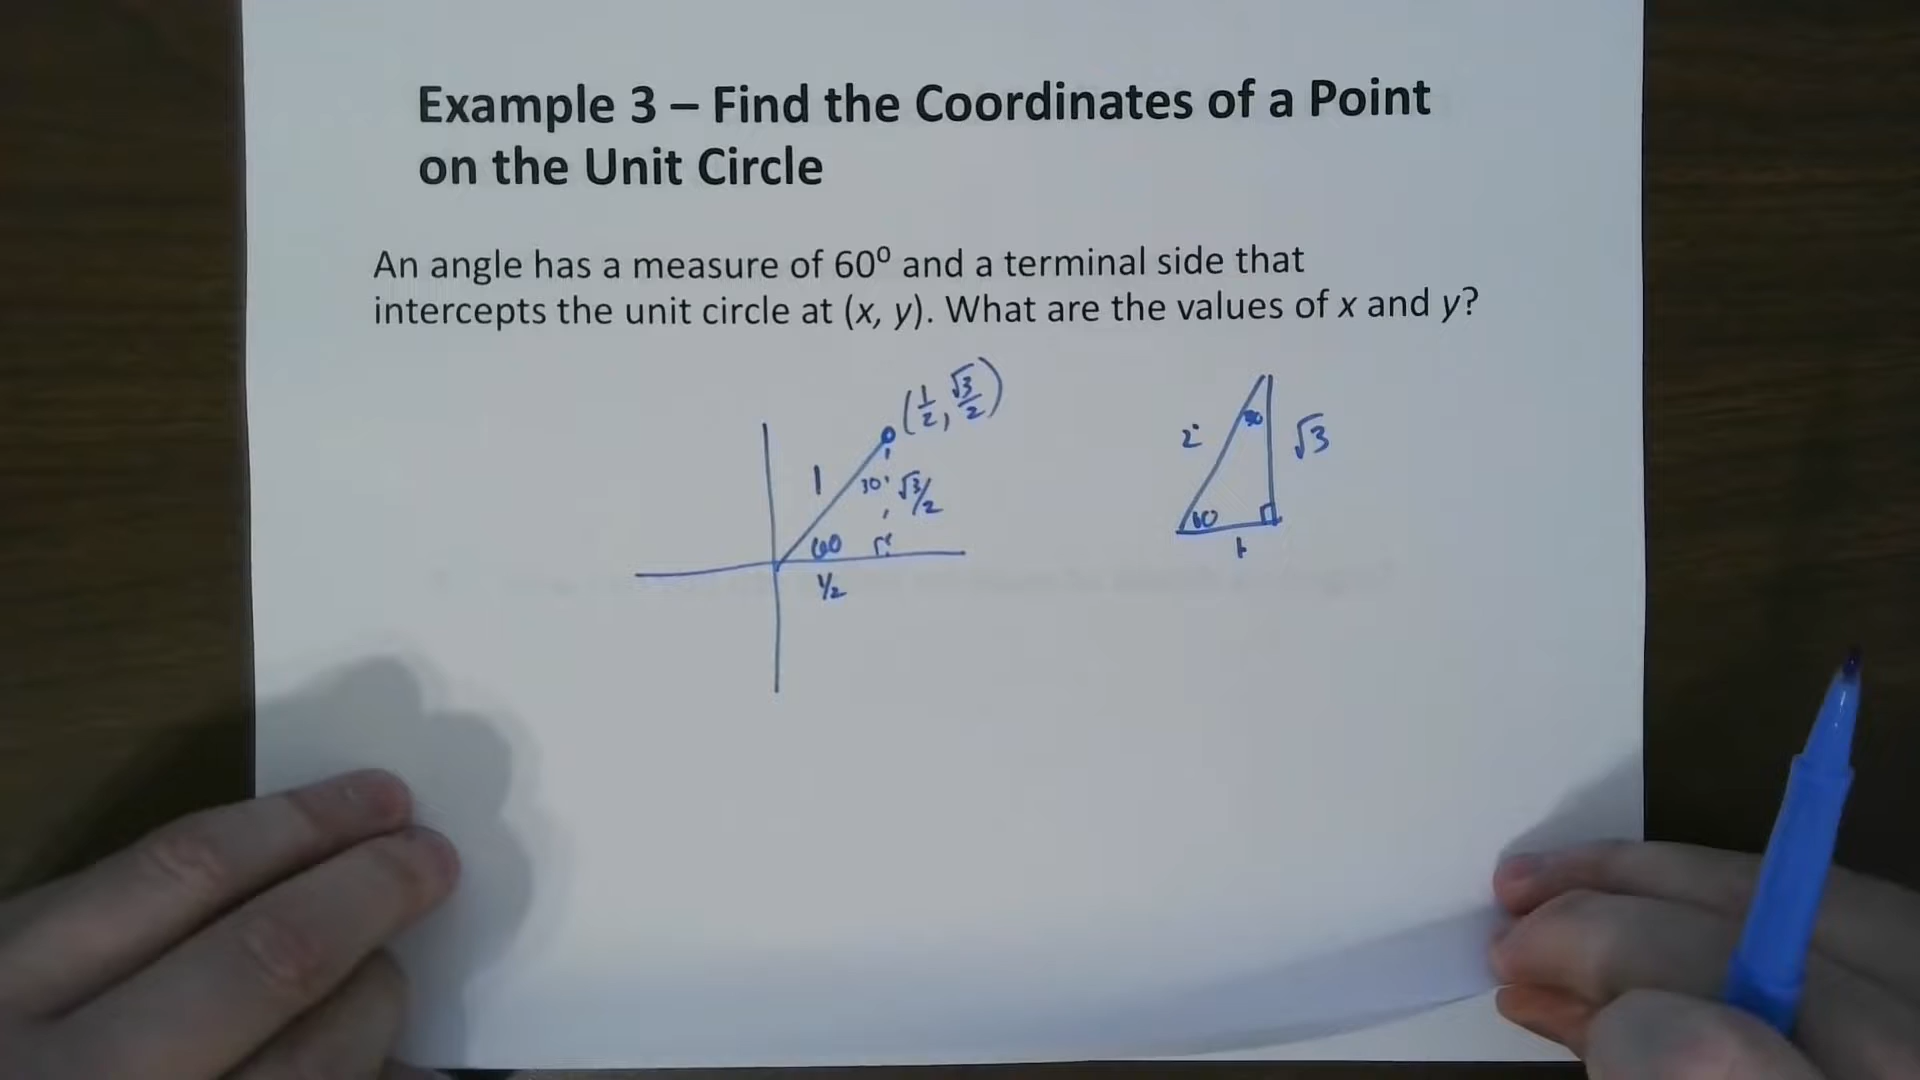 Example 3 – Find the Coordinates of a Point
on the Unit Circle
An angle has a measure of 60⁰ and a terminal side that
intercepts the unit circle at (x, y). What are the values of x and y?
(1/2, √3/2)
1
30
√3/2
60
1/2
2
30
√3
60
1